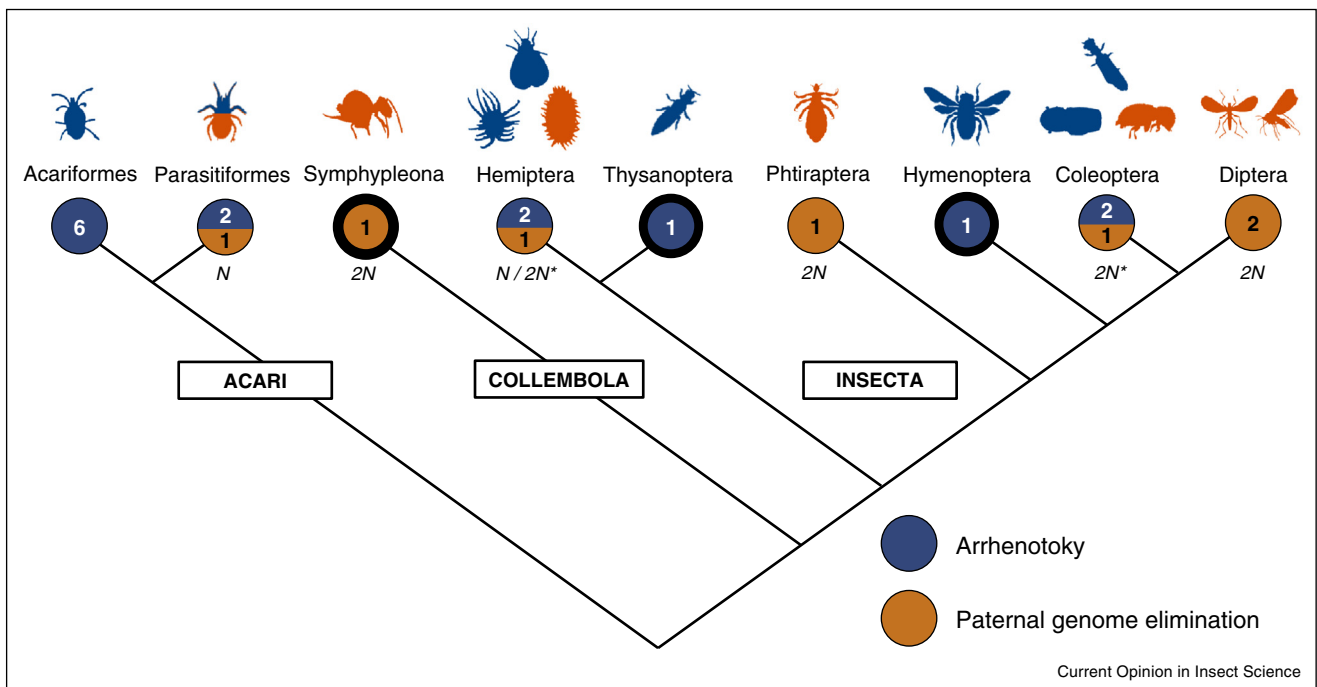 Acariformes Parasitiformes Symphypleona Hemiptera Thysanoptera Phtiraptera Hymenoptera Coleoptera Diptera
6 2 1 1 2 1 1 1 1 2 1 2
N 2N N / 2N* 2N 2N* 2N
ACARI COLLEMBOLA INSECTA
Arrhenotoky
Paternal genome elimination
Current Opinion in Insect Science